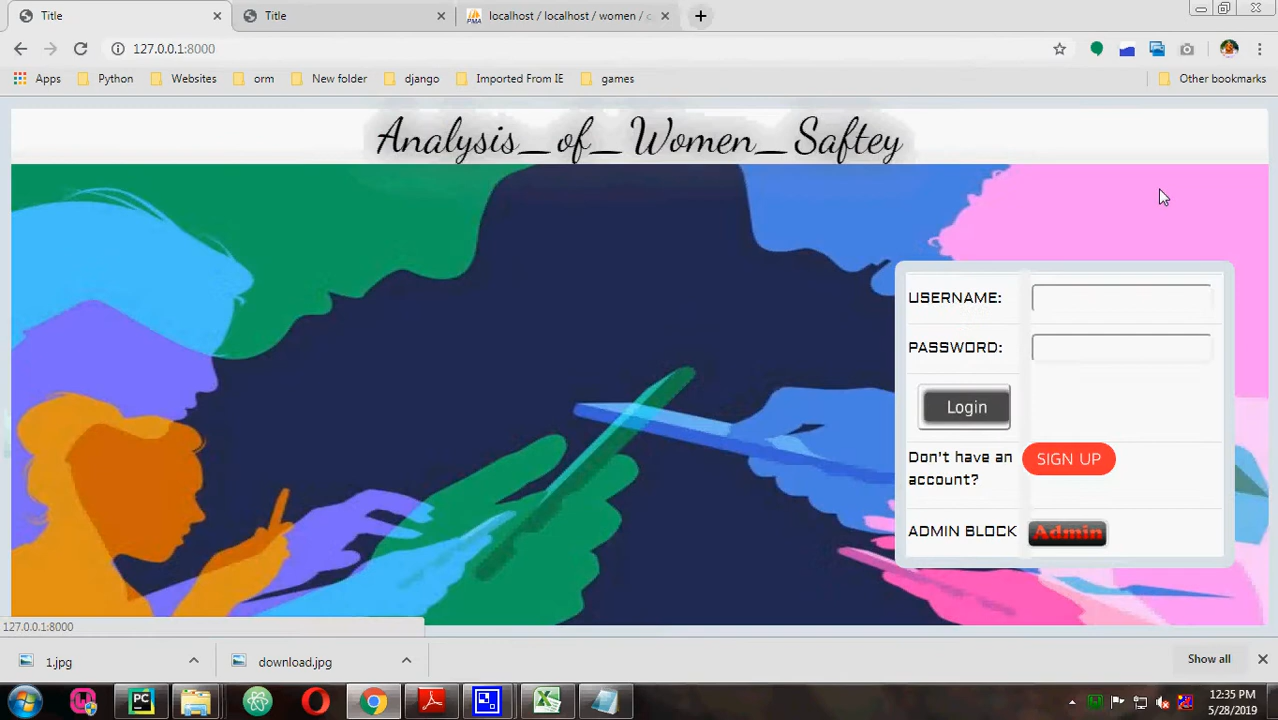 Title
Title
localhost / localhost / women / c
127.0.0.1:8000
Apps
Python
Websites
orm
New folder
django
Imported From IE
games
Other bookmarks
Analysis_of_Women_Saftey
USERNAME:
PASSWORD:
Login
Don't have an
account?
SIGN UP
ADMIN BLOCK
Admin
127.0.0.1:8000
1.jpg
download.jpg
Show all
12:35 PM
5/28/2019